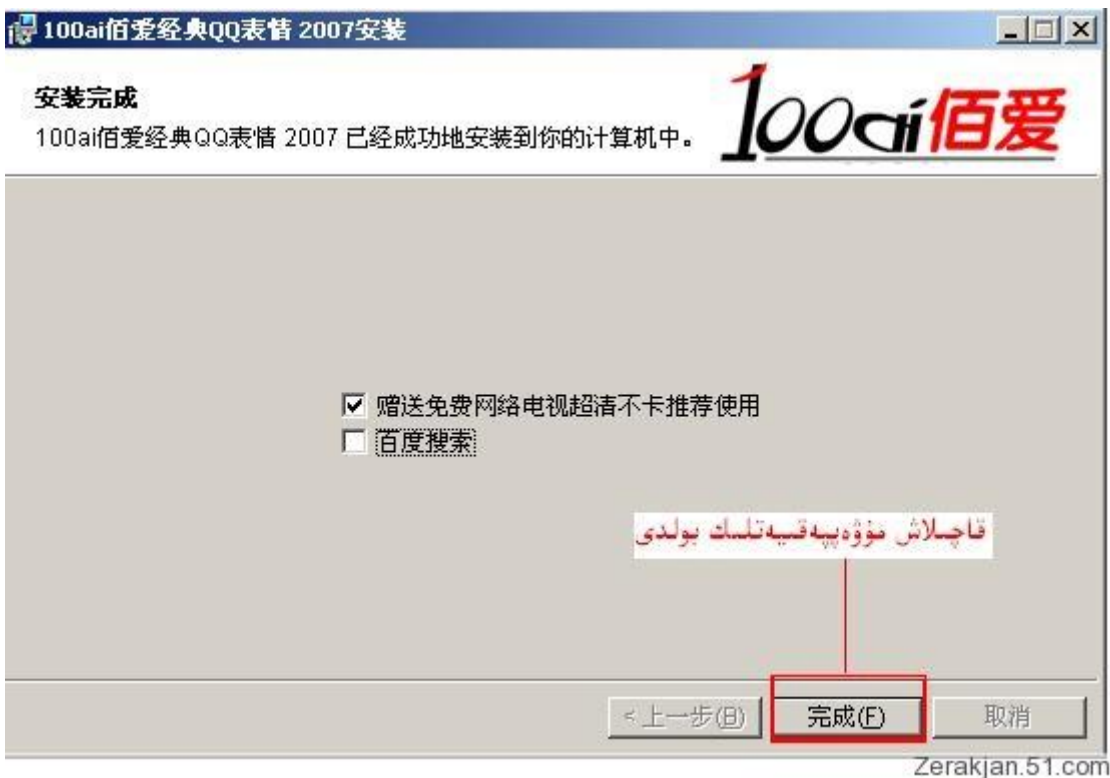 100ai佰爱经典QQ表情 2007安装
安装完成
100ai佰爱经典QQ表情 2007 已经成功地安装到你的计算机中。
100ai佰爱
赠送免费网络电视超清不卡推荐使用
百度搜索
قاچىلاش مۇۋەپپەقىيەتلىك بولدى
< 上一步(B)
完成(F)
取消
Zerakjan.51.com